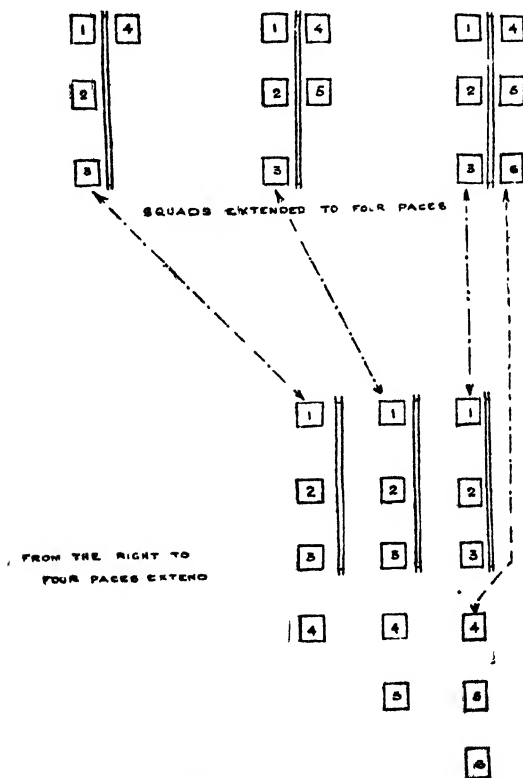 1 4 1 4 1 4
2 2 5 2 5
3 3 3 6
SQUADS EXTENDED TO FOUR PACES
1 1 1
2 2 2
3 3 3
FROM THE RIGHT TO
FOUR PACES EXTEND
4 4 4
5 5
6